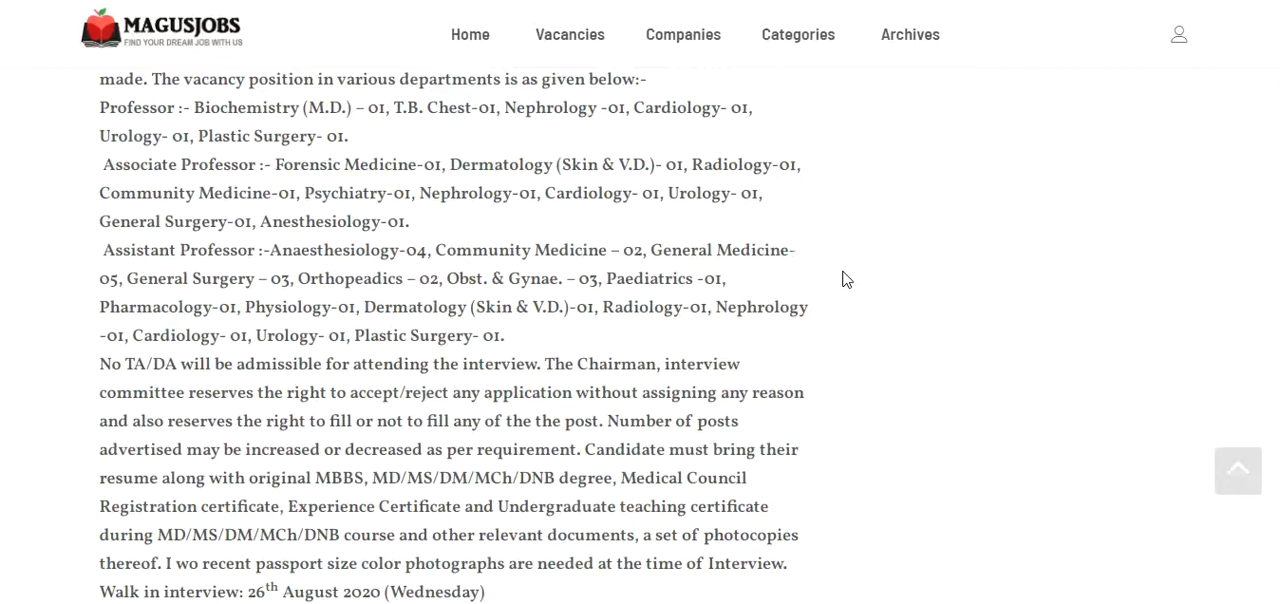 MAGUSJOBS
FIND YOUR DREAM JOB WITH US
Home Vacancies Companies Categories Archives
made. The vacancy position in various departments is as given below:-
Professor :- Biochemistry (M.D.) – 01, T.B. Chest-01, Nephrology -01, Cardiology- 01,
Urology- 01, Plastic Surgery- 01.
Associate Professor :- Forensic Medicine-01, Dermatology (Skin & V.D.)- 01, Radiology-01,
Community Medicine-01, Psychiatry-01, Nephrology-01, Cardiology- 01, Urology- 01,
General Surgery-01, Anesthesiology-01.
Assistant Professor :-Anaesthesiology-04, Community Medicine – 02, General Medicine-
05, General Surgery – 03, Orthopeadics – 02, Obst. & Gynae. – 03, Paediatrics -01,
Pharmacology-01, Physiology-01, Dermatology (Skin & V.D.)-01, Radiology-01, Nephrology
-01, Cardiology- 01, Urology- 01, Plastic Surgery- 01.
No TA/DA will be admissible for attending the interview. The Chairman, interview
committee reserves the right to accept/reject any application without assigning any reason
and also reserves the right to fill or not to fill any of the the post. Number of posts
advertised may be increased or decreased as per requirement. Candidate must bring their
resume along with original MBBS, MD/MS/DM/MCh/DNB degree, Medical Council
Registration certificate, Experience Certificate and Undergraduate teaching certificate
during MD/MS/DM/MCh/DNB course and other relevant documents, a set of photocopies
thereof. I wo recent passport size color photographs are needed at the time of Interview.
Walk in interview: 26th August 2020 (Wednesday)